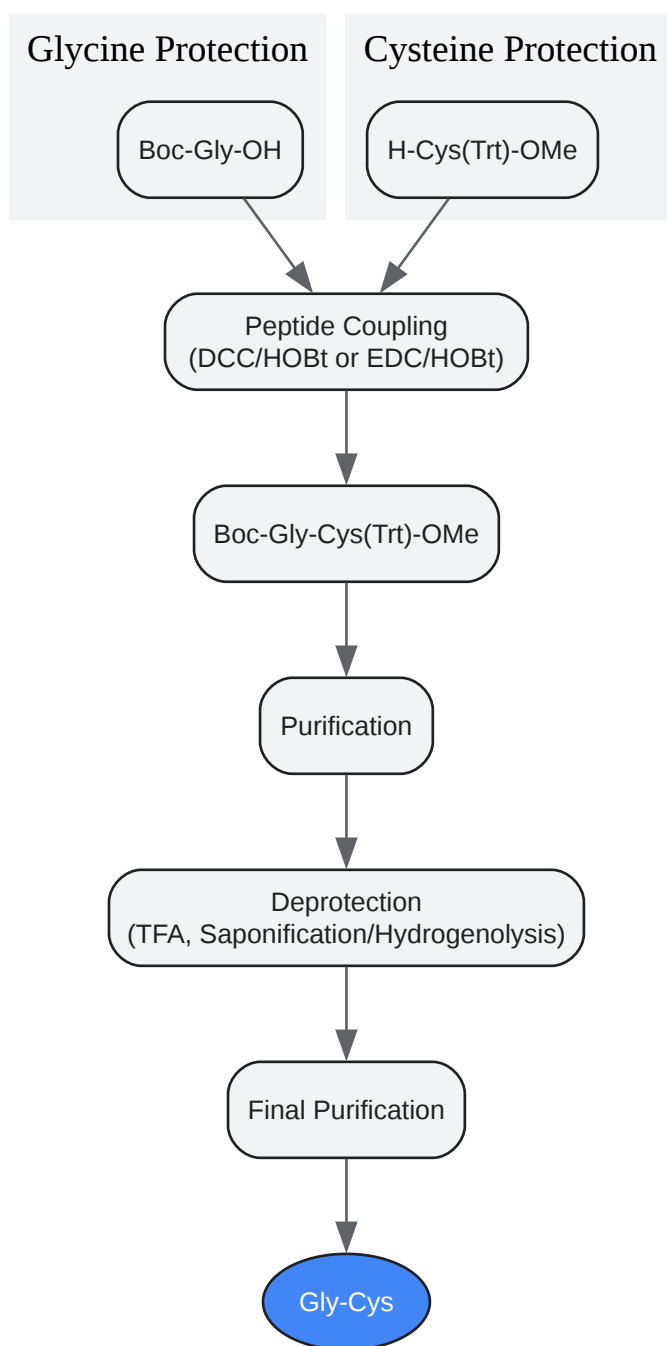 Glycine Protection
Cysteine Protection
Boc-Gly-OH
H-Cys(Trt)-OMe
Peptide Coupling
(DCC/HOBt or EDC/HOBt)
Boc-Gly-Cys(Trt)-OMe
Purification
Deprotection
(TFA, Saponification/Hydrogenolysis)
Final Purification
Gly-Cys